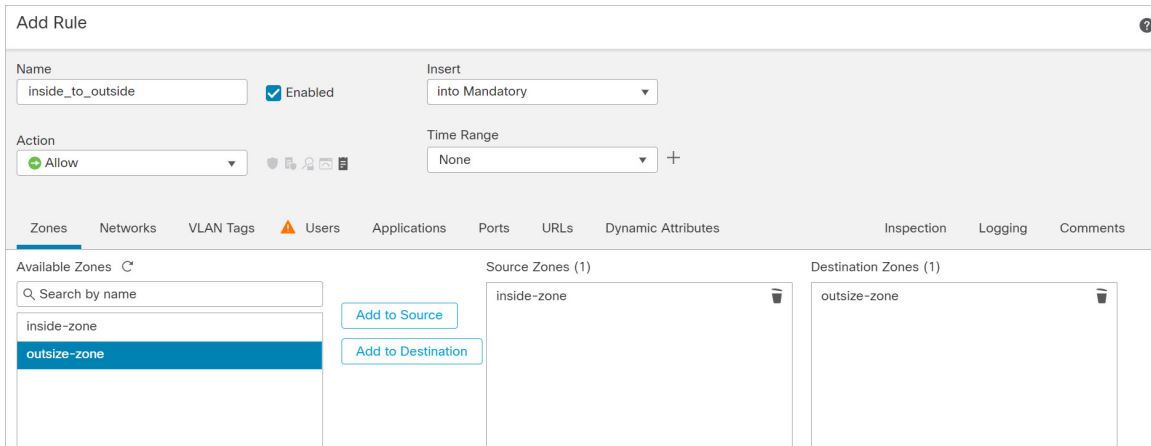 Add Rule
Name
Insert
inside_to_outside
Enabled
into Mandatory
Action
Time Range
Allow
None
Zones Networks VLAN Tags Users Applications Ports URLs Dynamic Attributes Inspection Logging Comments
Available Zones
Source Zones (1)
Destination Zones (1)
Search by name
inside-zone
outsize-zone
Add to Source
Add to Destination
inside-zone
outsize-zone